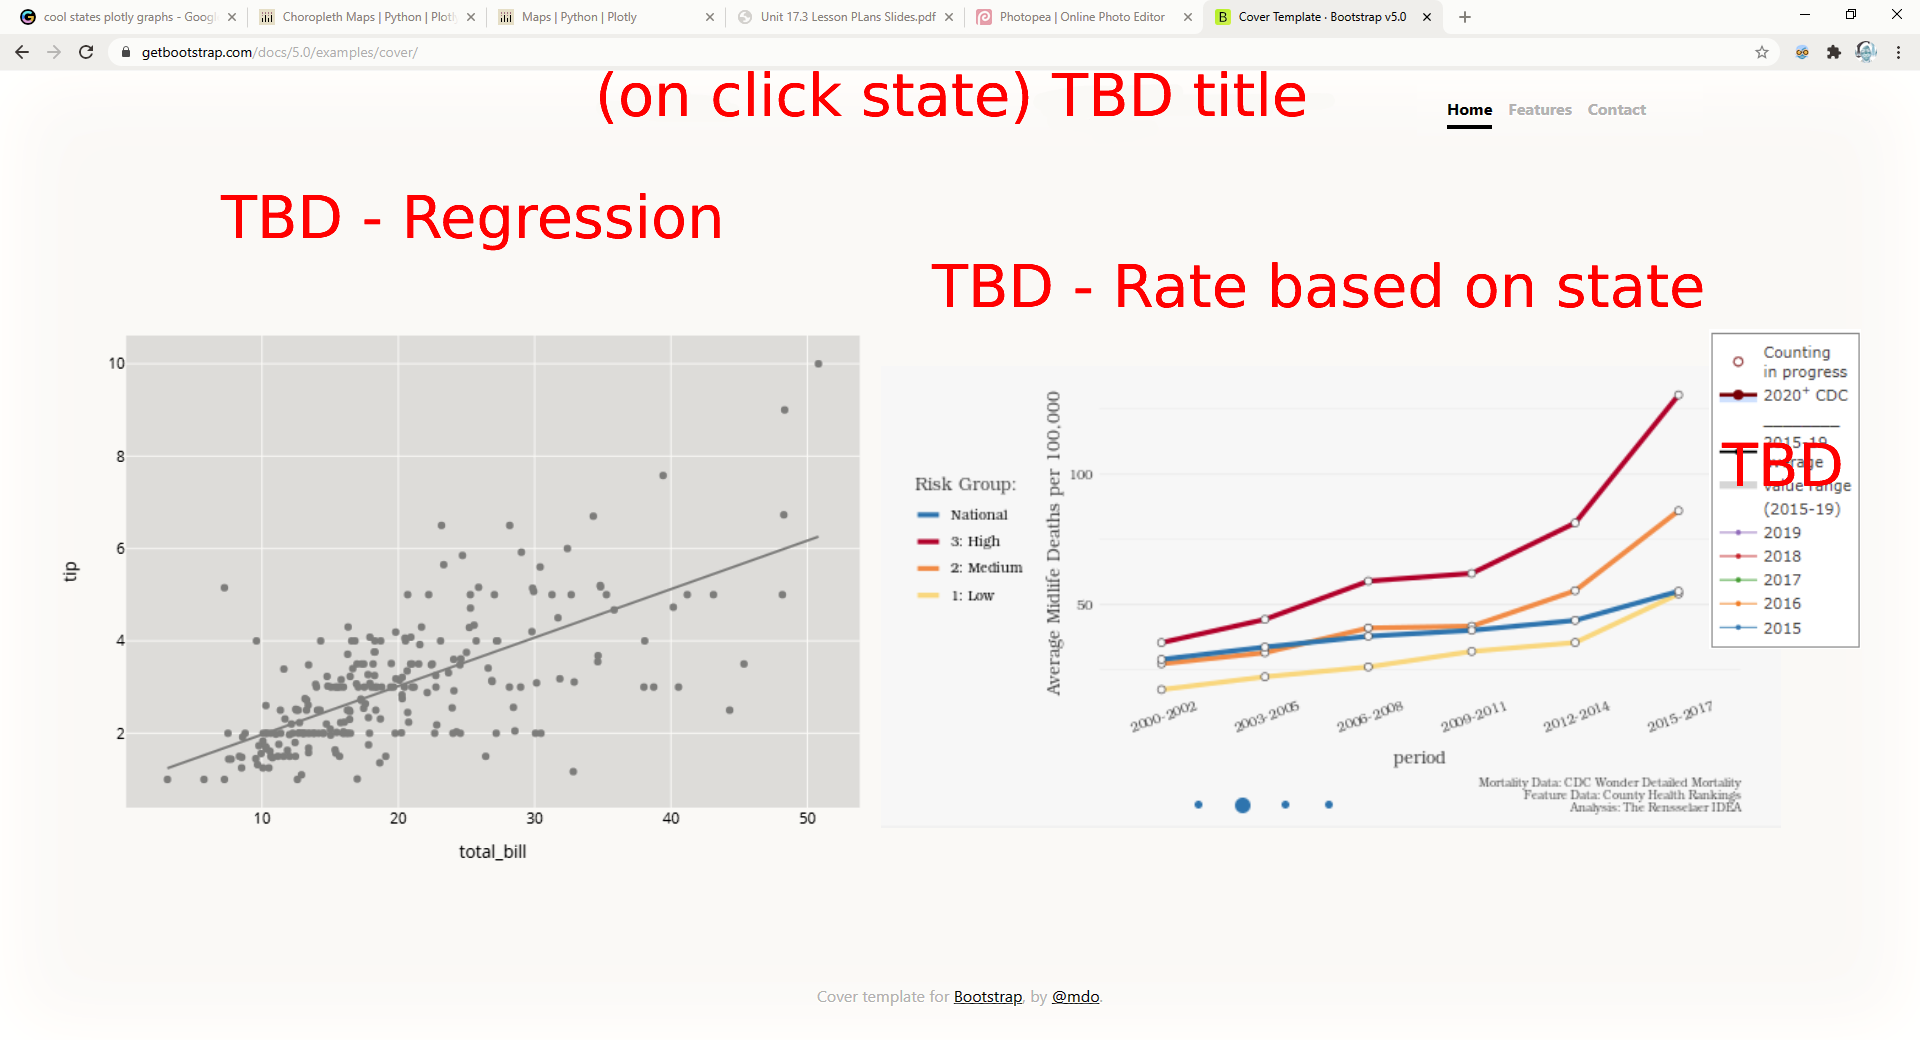 cool states plotly graphs - Goog
Choropleth Maps | Python | Plotl
Maps | Python | Plotly
Unit 17.3 Lesson PLans Slides.pdf
Photopea | Online Photo Editor
Cover Template · Bootstrap v5.0
getbootstrap.com/docs/5.0/examples/cover/
(on click state) TBD title
Home Features Contact
TBD - Regression
TBD - Rate based on state
10
8
6
4
2
tip
10 20 30 40 50
total_bill
Risk Group:
National
3: High
2: Medium
1: Low
Average Midlife Deaths per 100,000
100
50
2000-2002 2003-2005 2006-2008 2009-2011 2012-2014 2015-2017
period
Mortality Data: CDC Wonder Detailed Mortality
Feature Data: County Health Rankings
Analysis: The Rensselaer IDEA
Counting
in progress
2020+ CDC
2015-19
TBD
value range
(2015-19)
2019
2018
2017
2016
2015
Cover template for Bootstrap, by @mdo.